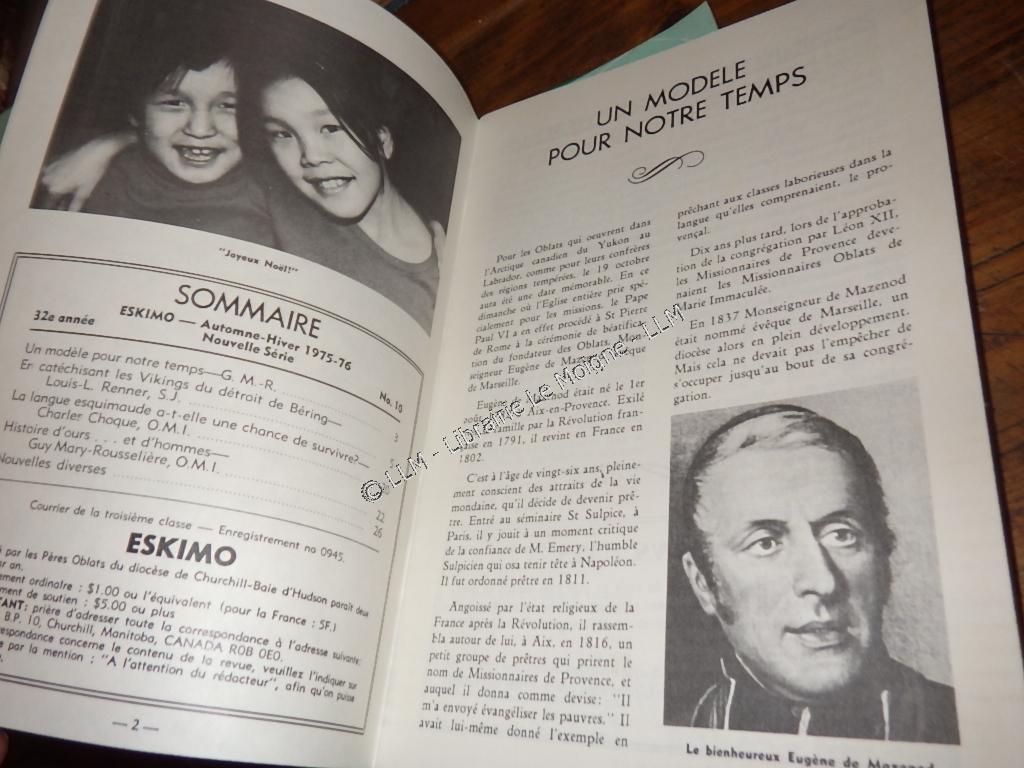 "Joyeux Noël!"
SOMMAIRE
ESKIMO — Automne-Hiver 1975-76
32e année Nouvelle Série No. 10
Un modèle pour notre temps—G. M.-R. 3
En catéchisant les Vikings du détroit de Béring—
Louis-L. Renner, S.J.
La langue esquimaude a-t-elle une chance de survivre?—
Charler Choque, O.M.I.
Histoire d'ours . . . et d'hommes—
Guy Mary-Rousselière, O.M.I. 22
Nouvelles diverses 26
Courrier de la troisième classe — Enregistrement no 0945.
ESKIMO
par les Pères Oblats du diocèse de Churchill-Baie d'Hudson paraît deux
an.
ordinaire : $1.00 ou l'équivalent (pour la France : 5F.)
de soutien : $5.00 ou plus
prière d'adresser toute la correspondance à l'adresse suivante:
B.P. 10, Churchill, Manitoba, CANADA R0B 0E0.
concerne le contenu de la revue, veuillez l'indiquer sur
par la mention : "A l'attention du rédacteur", afin qu'on puisse
— 2 —
UN MODELE
POUR NOTRE TEMPS
Pour les Oblats qui oeuvrent dans
l'Arctique canadien du Yukon au
Labrador, comme pour leurs confrères
des régions tempérées, le 19 octobre
aura été une date mémorable. En ce
dimanche où l'Eglise entière prie spé-
cialement pour les missions, le Pape
Paul VI a en effet procédé à St Pierre
de Rome à la cérémonie de béatifica-
tion du fondateur des Oblats, Mon-
seigneur Eugène de
de Marseille.
Eugène de était né le 1er
Aix-en-Provence. Exilé
famille par la Révolution fran-
çaise en 1791, il revint en France en
1802.
C'est à l'âge de vingt-six ans, pleine-
ment conscient des attraits de la vie
mondaine, qu'il décide de devenir prê-
tre. Entré au séminaire St Sulpice, à
Paris, il y jouit à un moment critique
de la confiance de M. Emery, l'humble
Sulpicien qui osa tenir tête à Napoléon.
Il fut ordonné prêtre en 1811.
Angoissé par l'état religieux de la
France après la Révolution, il rassem-
bla autour de lui, à Aix, en 1816, un
petit groupe de prêtres qui prirent le
nom de Missionnaires de Provence, et
auquel il donna comme devise: "Il
m'a envoyé évangéliser les pauvres." Il
avait lui-même donné l'exemple en
prêchant aux classes laborieuses dans la
langue qu'elles comprenaient, le pro-
vençal.
Dix ans plus tard, lors de l'approba-
tion de la congrégation par Léon XII,
les Missionnaires de Provence deve-
naient les Missionnaires Oblats de
Marie Immaculée.
En 1837 Monseigneur de Mazenod
était nommé évêque de Marseille, un
diocèse alors en plein développement.
Mais cela ne devait pas l'empêcher de
s'occuper jusqu'au bout de sa congré-
gation.
Le bienheureux Eugène de Mazenod
© LLM - Librairie Le Moigne - LLM